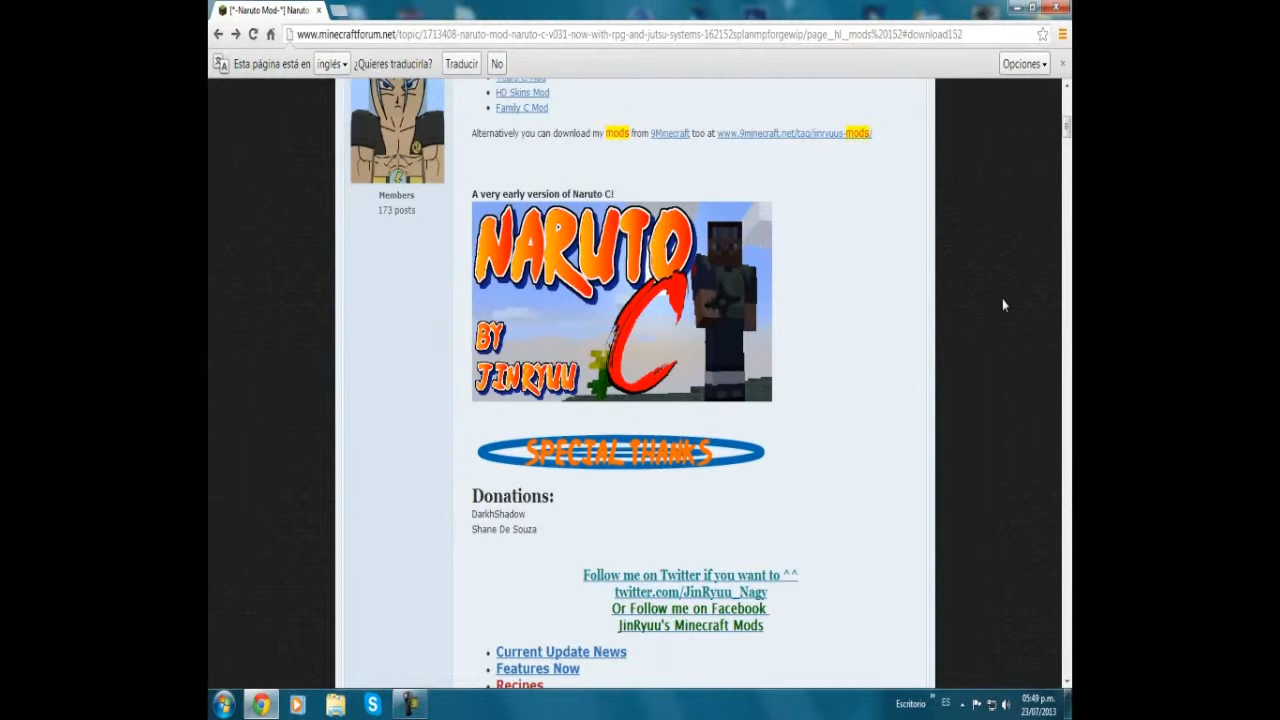 [*-Naruto Mod-*] Naruto
www.minecraftforum.net/topic/1713408-naruto-mod-naruto-c-v031-now-with-rpg-and-jutsu-systems-162152splanmpforgewip/page__hl__mods%20152#download152
Esta página está en inglés ¿Quieres traducirla? Traducir No Opciones
HD Skins Mod
Family C Mod
Alternatively you can download my mods from 9Minecraft too at www.9minecraft.net/tag/jinryuus-mods/
Members
173 posts
A very early version of Naruto C!
NARUTO
C
BY
JINRYUU
SPECIAL THANKS
Donations:
DarkhShadow
Shane De Souza
Follow me on Twitter if you want to ^^
twitter.com/JinRyuu_Nagy
Or Follow me on Facebook
JinRyuu's Minecraft Mods
Current Update News
Features Now
Recipes
Escritorio » ES 05:49 p.m.
23/07/2013